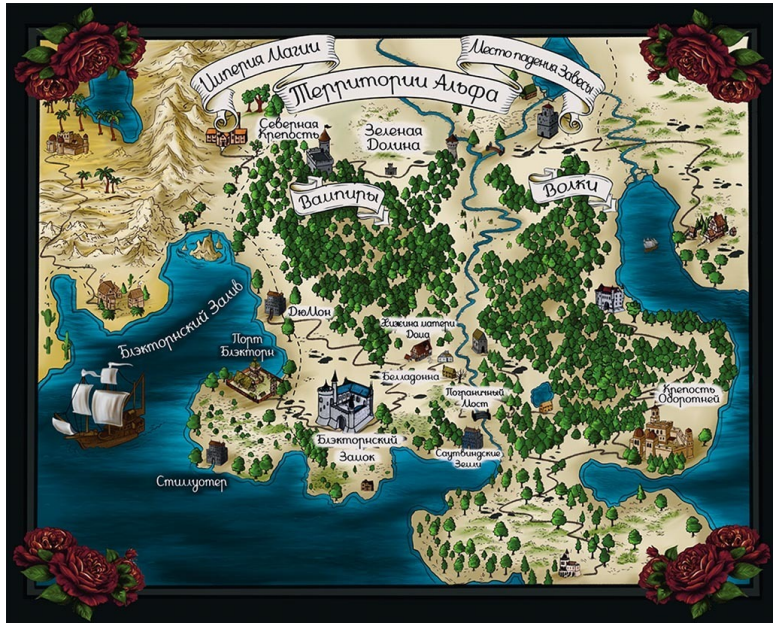 Империя Магии
Место падения Завесы
Территории Альфа
Северная
Крепость
Зеленая
Долина
Вампиры
Волки
Блэкторнский Залив
ДюМон
Порт
Блэкторн
Хижина матери
Доиа
Белладонна
Пограничный
Мост
Крепость
Оборотней
Блэкторнский
Замок
Саутвиндские
Земли
Стилуотер